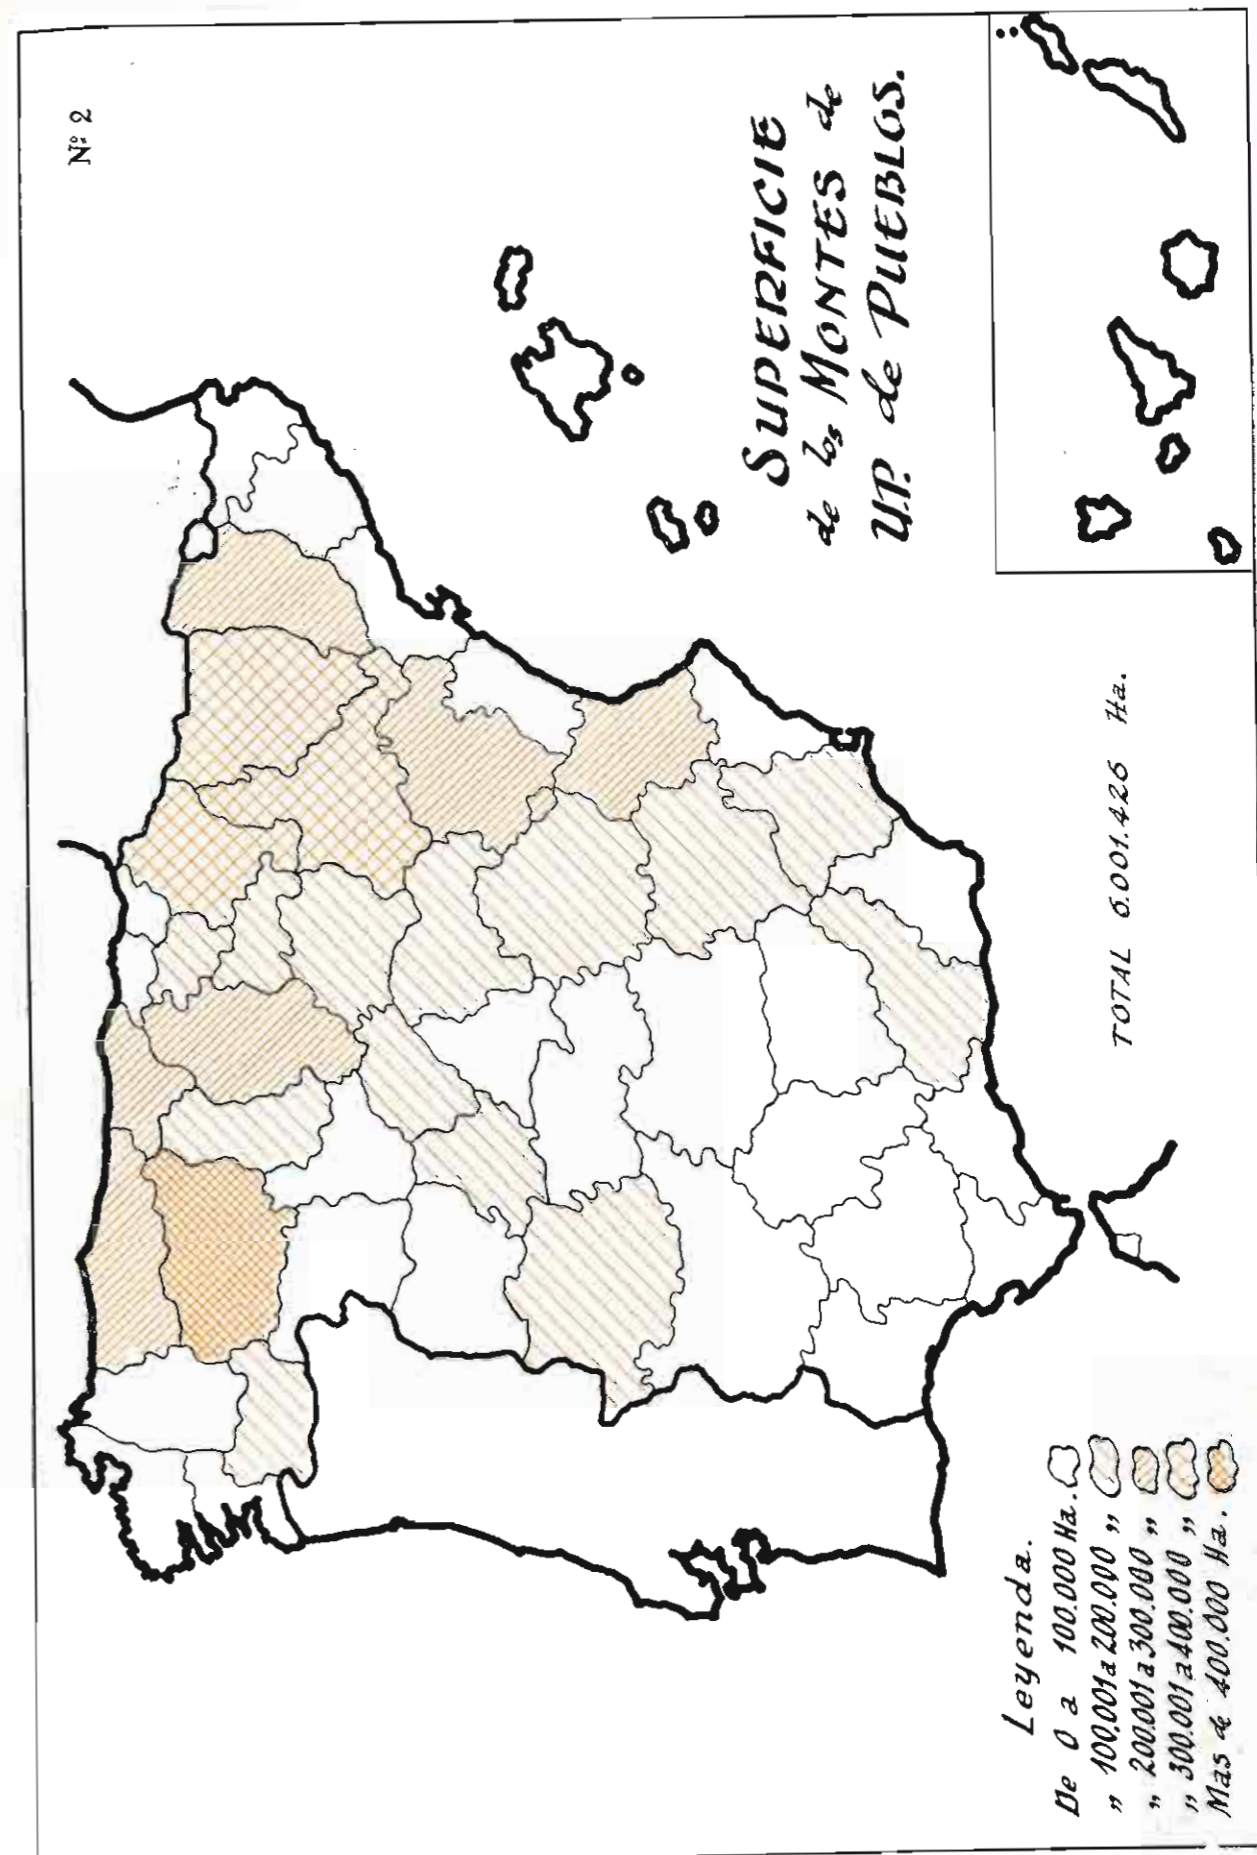 Nº 2
SUPERFICIE
de los MONTES de
U.P. de PUEBLOS.
TOTAL 6.001.426 Ha.
Leyenda.
De 0 a 100.000 Ha.
„ 100.001 a 200.000 „
„ 200.001 a 300.000 „
„ 300.001 a 400.000 „
Mas de 400.000 Ha.